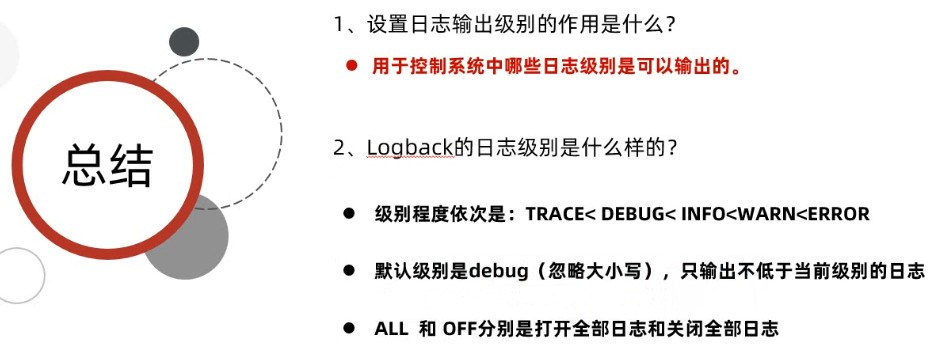 总结
1、设置日志输出级别的作用是什么？
● 用于控制系统中哪些日志级别是可以输出的。
2、Logback的日志级别是什么样的？
● 级别程度依次是：TRACE< DEBUG< INFO<WARN<ERROR
● 默认级别是debug（忽略大小写），只输出不低于当前级别的日志
● ALL 和 OFF分别是打开全部日志和关闭全部日志